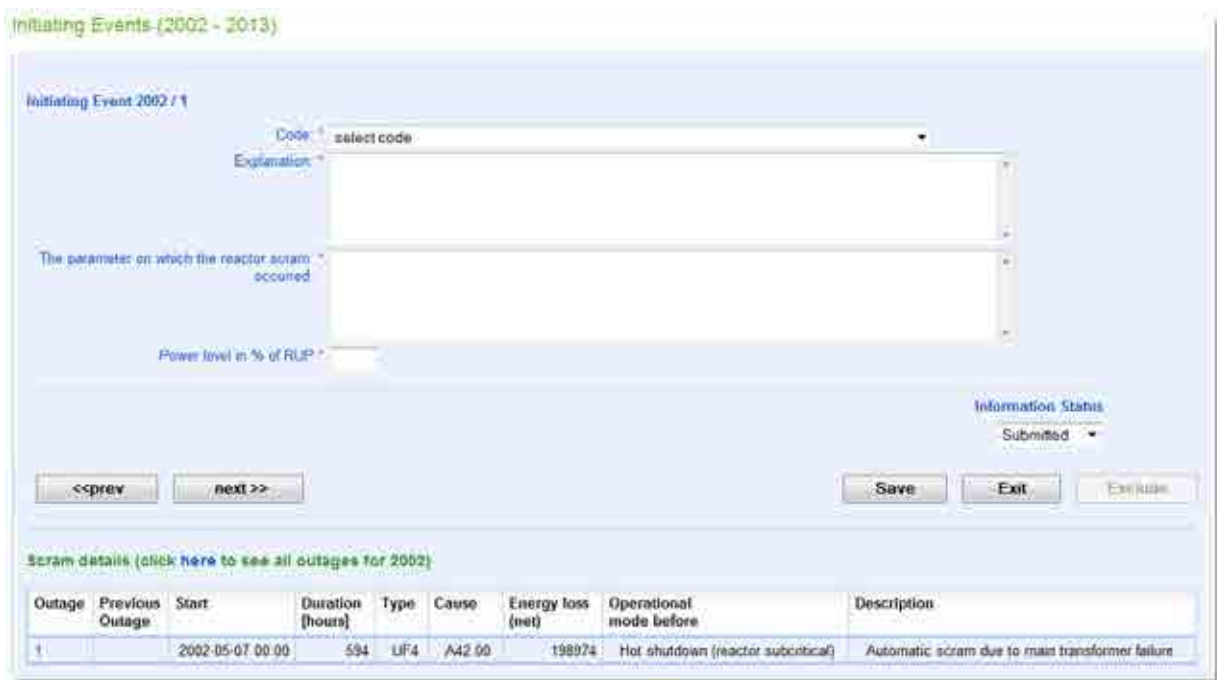 Initiating Events (2002 - 2013)
Initiating Event 2002 / 1
Code: * select code
Explanation: *
The parameter on which the reactor scram *
occurred
Power level in % of RUP *
Information Status
Submitted
<<prev next >> Save Exit Exclude
Scram details (click here to see all outages for 2002)
Outage Previous Start Duration Type Cause Energy loss Operational Description
Outage [hours] (net) mode before
1 2002-05-07 00:00 594 UF4 A42.00 198974 Hot shutdown (reactor subcritical) Automatic scram due to main transformer failure